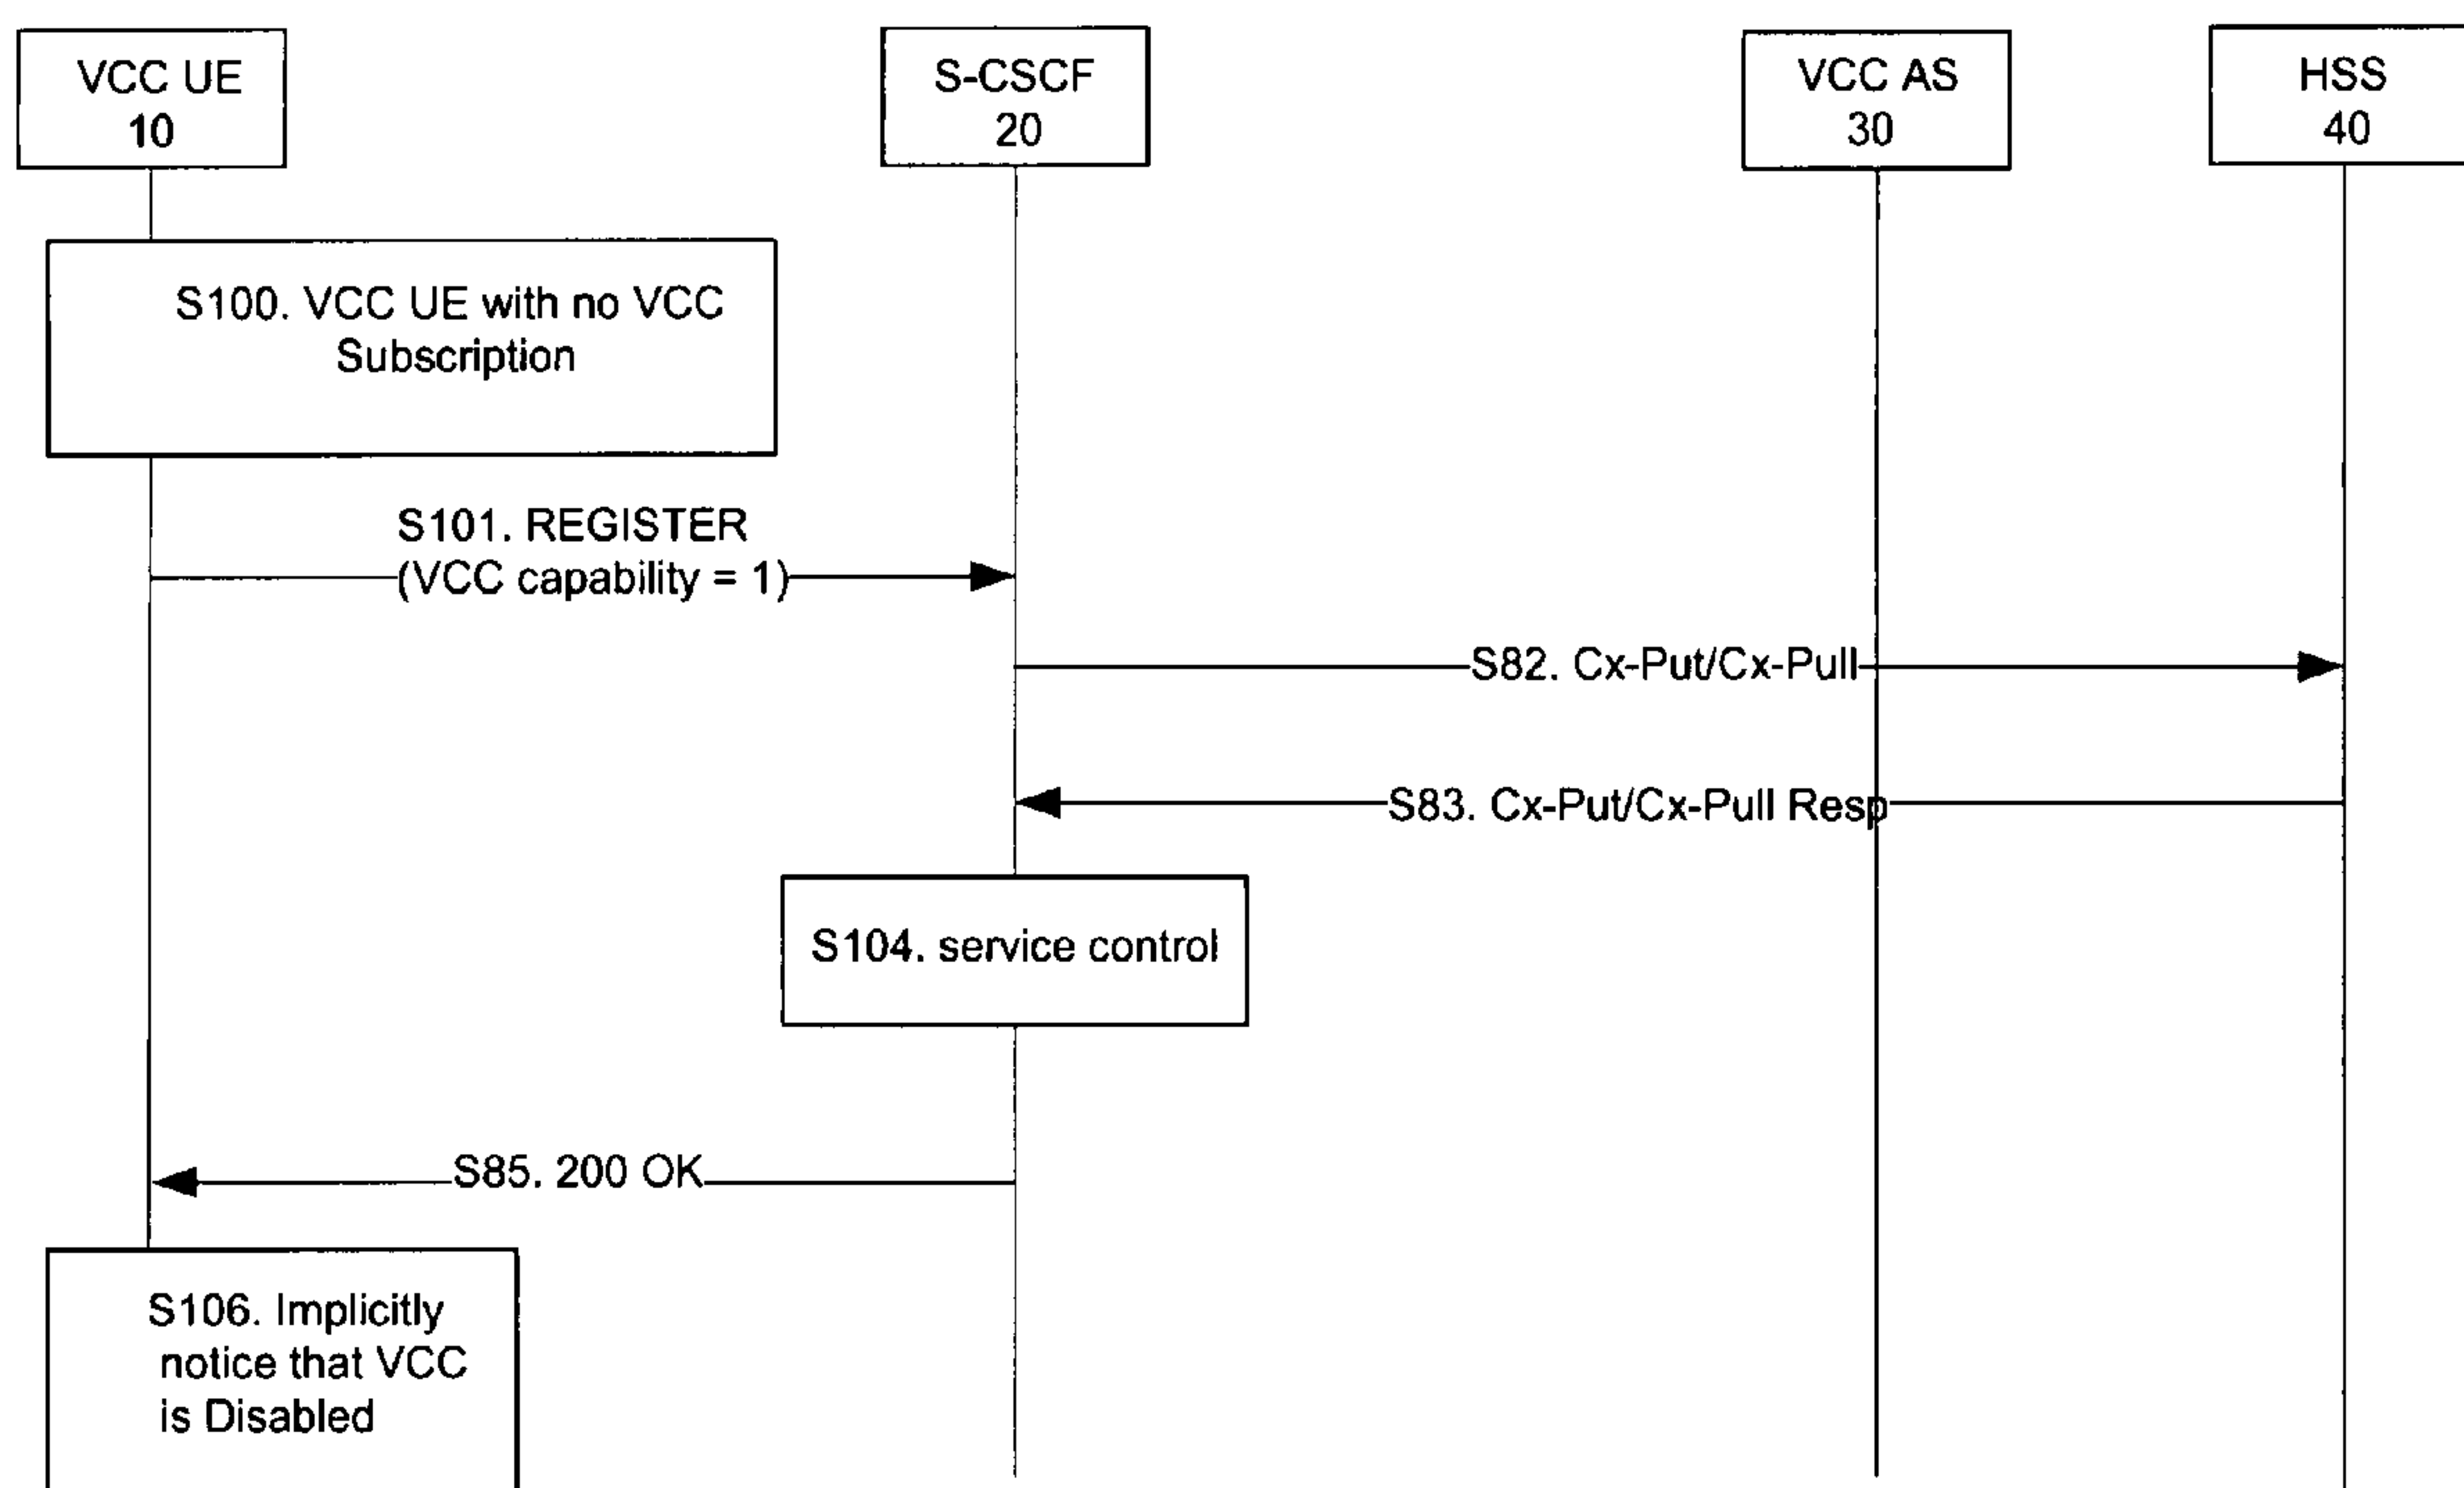 VCC UE
10
S-CSCF
20
VCC AS
30
HSS
40
S100. VCC UE with no VCC
Subscription
S101. REGISTER
(VCC capability = 1)
S82. Cx-Put/Cx-Pull
S83. Cx-Put/Cx-Pull Resp
S104. service control
S85. 200 OK
S106. Implicitly
notice that VCC
is Disabled